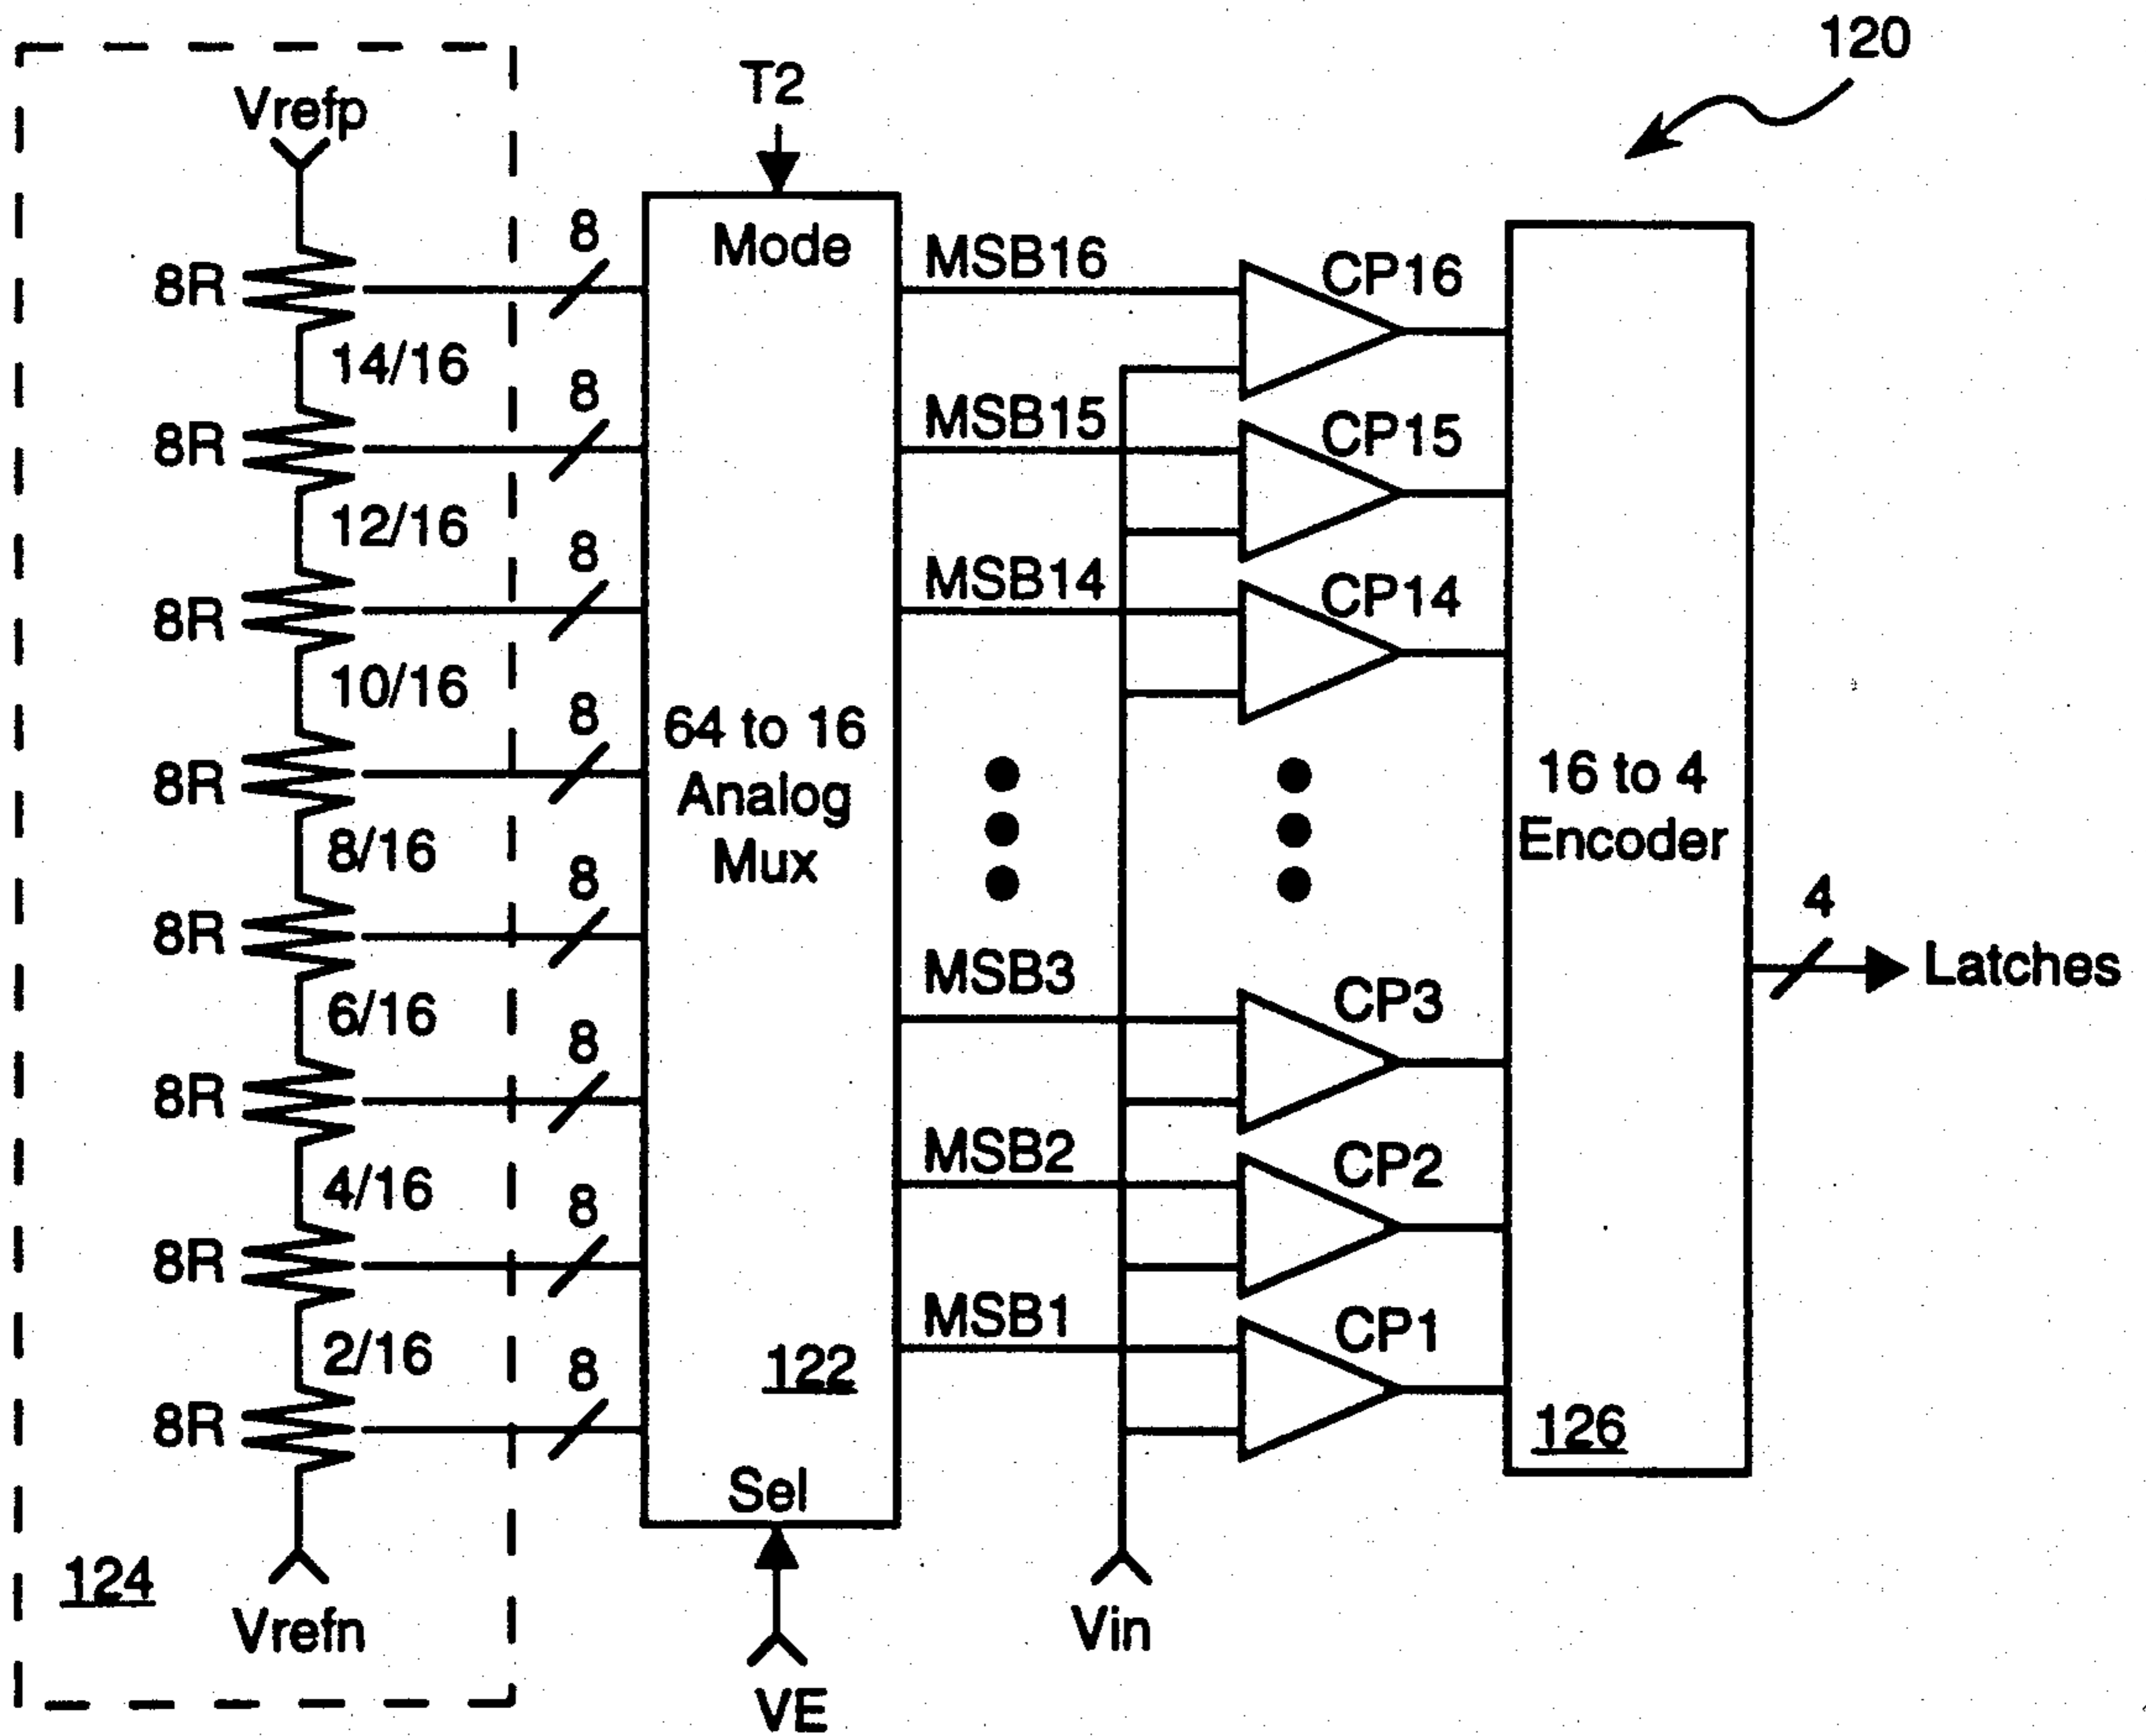 120
T2
Vrefp
8
Mode
MSB16
CP16
8R
14/16
8
MSB15
CP15
8R
12/16
8
MSB14
CP14
8R
10/16
8
64 to 16
Analog
Mux
16 to 4
Encoder
8R
8/16
8
4
Latches
8R
6/16
8
MSB3
CP3
8R
4/16
8
MSB2
CP2
8R
2/16
8
MSB1
CP1
8R
122
126
Sel
124
Vrefn
Vin
VE